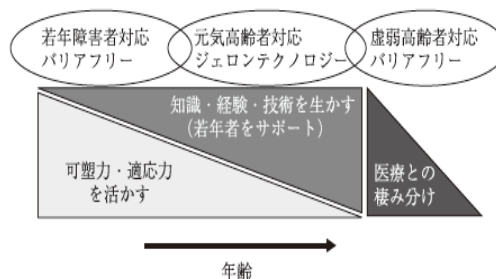 若年障害者対応
バリアフリー
元気高齢者対応
ジェロンテクノロジー
虚弱高齢者対応
バリアフリー
知識・経験・技術を生かす
(若年者をサポート)
可塑力・適応力
を活かす
医療との
棲み分け
年齢